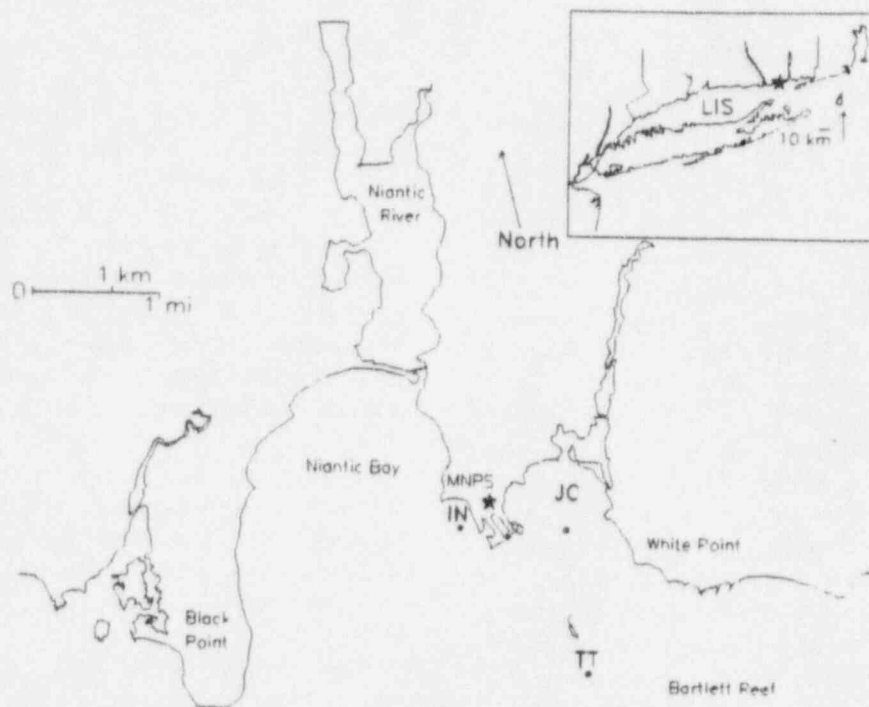 LIS
10 km
Niantic
River
North
1 km
0
1 mi
Niantic Bay
MNPS
IN
JC
White Point
Black
Point
TT
Bartlett Reef